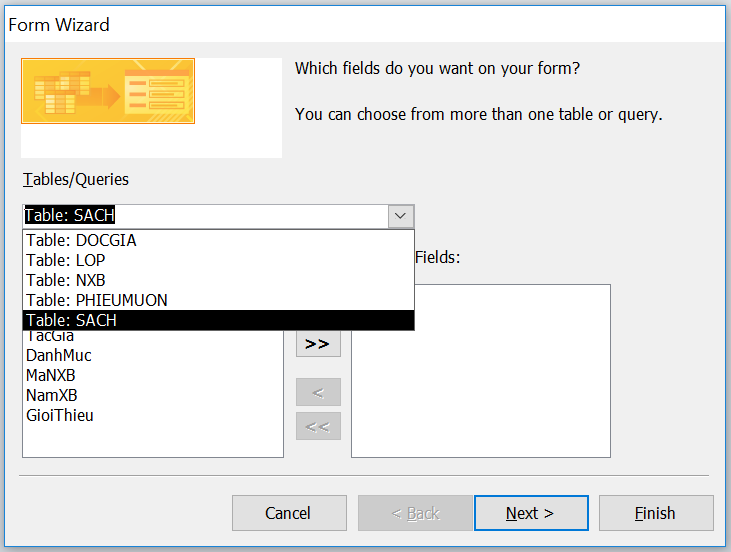 Form Wizard
Which fields do you want on your form?
You can choose from more than one table or query.
Tables/Queries
Table: SACH
Table: DOCGIA
Table: LOP
Table: NXB
Table: PHIEUMUON
Table: SACH
Fields:
TacGia
DanhMuc
MaNXB
NamXB
GioiThieu
>>
<
<<
Cancel
< Back
Next >
Finish